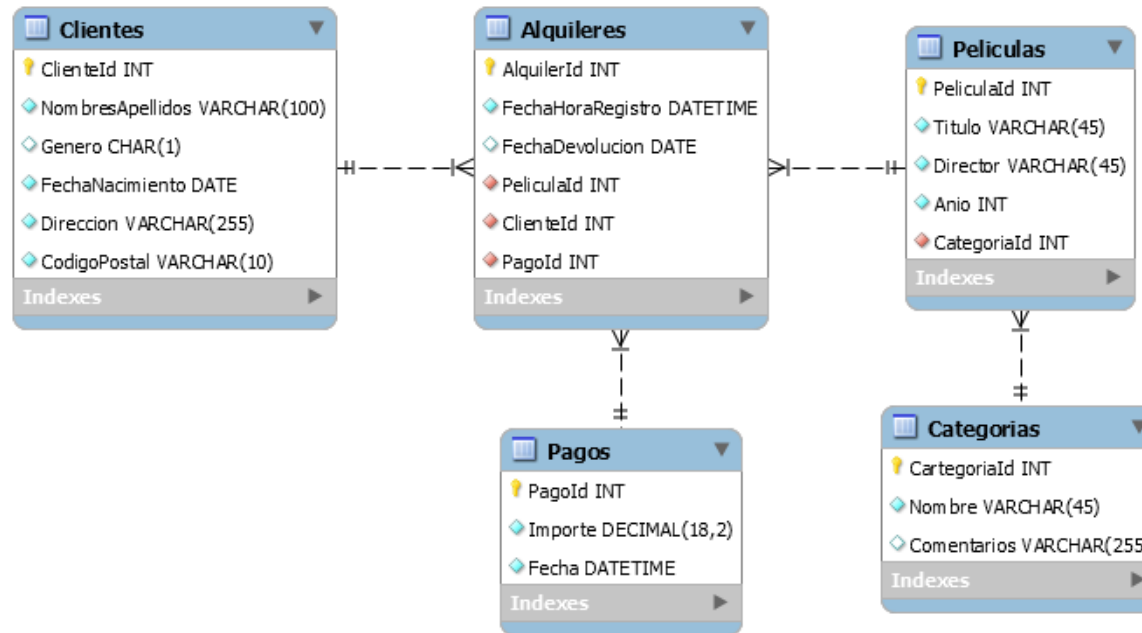 Clientes
ClienteId INT
NombresApellidos VARCHAR(100)
Genero CHAR(1)
FechaNacimiento DATE
Direccion VARCHAR(255)
CodigoPostal VARCHAR(10)
Indexes
Alquileres
AlquilerId INT
FechaHoraRegistro DATETIME
FechaDevolucion DATE
PeliculaId INT
ClienteId INT
PagoId INT
Indexes
Peliculas
PeliculaId INT
Titulo VARCHAR(45)
Director VARCHAR(45)
Anio INT
CategoriaId INT
Indexes
Pagos
PagoId INT
Importe DECIMAL(18,2)
Fecha DATETIME
Indexes
Categorias
CartegoriaId INT
Nombre VARCHAR(45)
Comentarios VARCHAR(255
Indexes